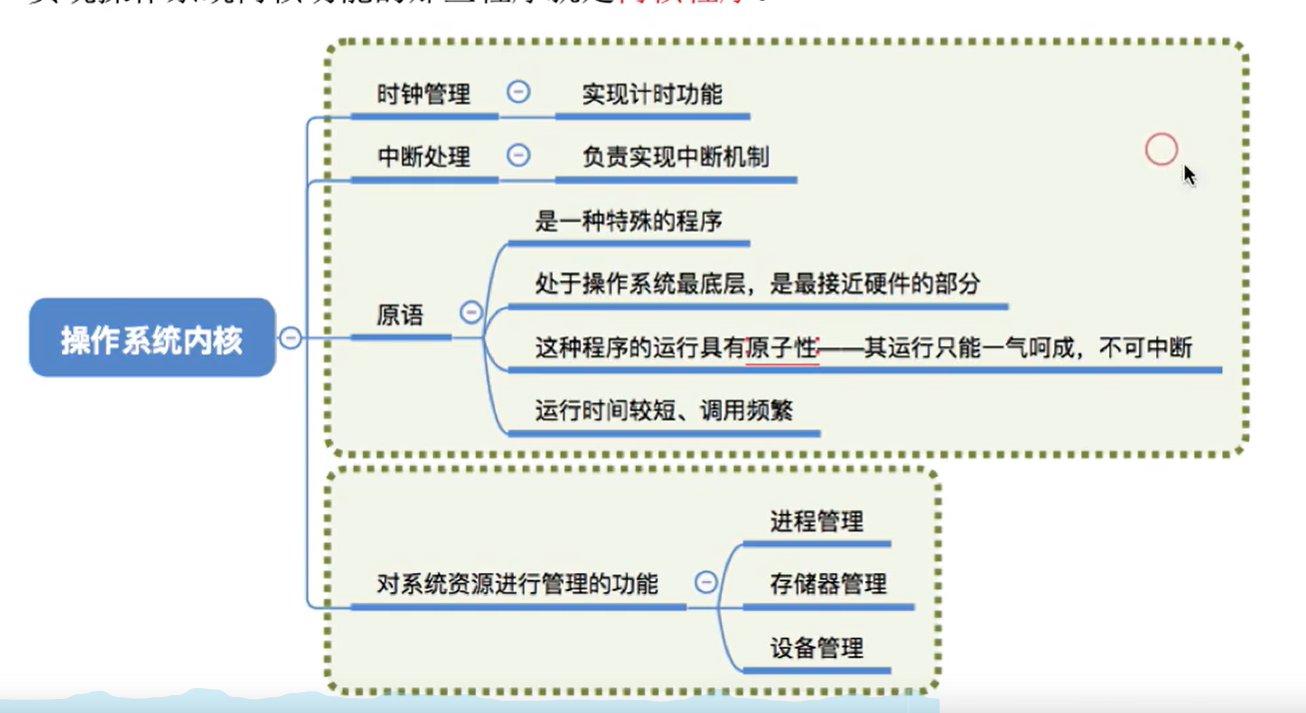 时钟管理
实现计时功能
中断处理
负责实现中断机制
操作系统内核
原语
是一种特殊的程序
处于操作系统最底层，是最接近硬件的部分
这种程序的运行具有原子性——其运行只能一气呵成，不可中断
运行时间较短、调用频繁
对系统资源进行管理的功能
进程管理
存储器管理
设备管理